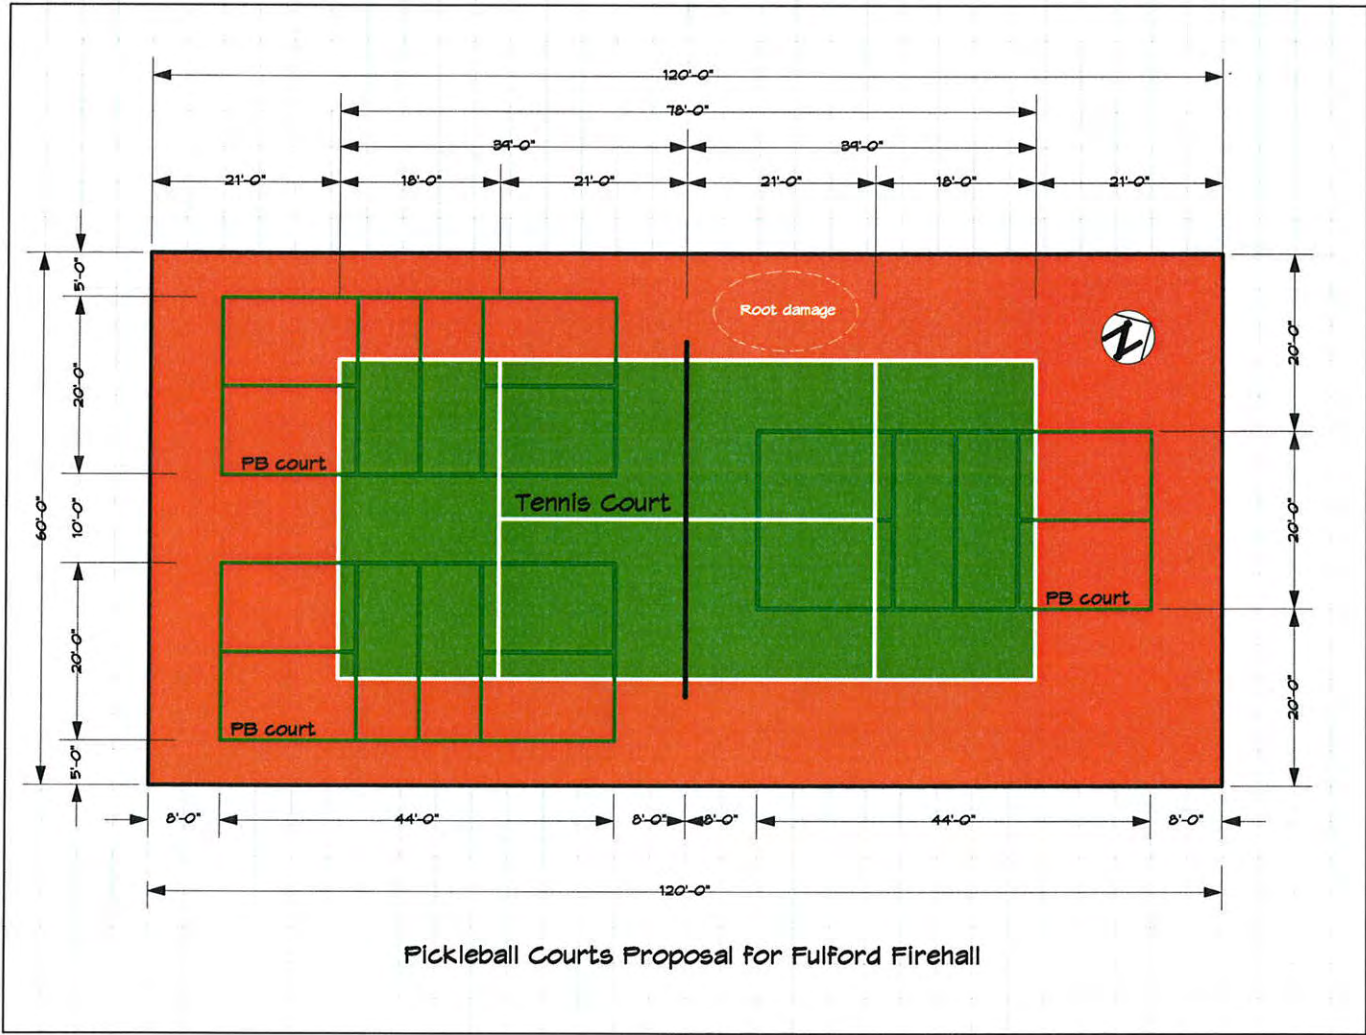 120'-0"
78'-0"
39'-0" 39'-0"
21'-0" 18'-0" 21'-0" 21'-0" 18'-0" 21'-0"
5'-0"
Root damage
N
20'-0" 20'-0"
PB court
Tennis Court
60'-0" 10'-0" 20'-0"
PB court
20'-0" 20'-0"
PB court
5'-0"
8'-0" 44'-0" 8'-0" 8'-0" 44'-0" 8'-0"
120'-0"
Pickleball Courts Proposal for Fulford Firehall